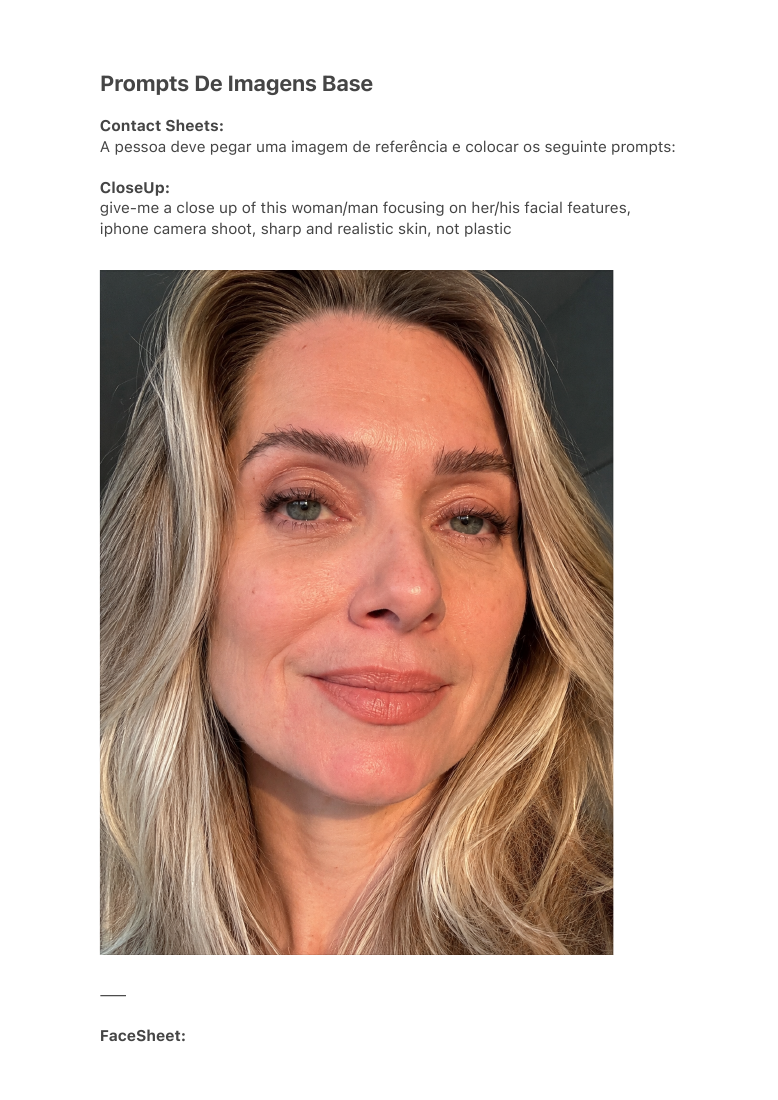 Prompts De Imagens Base
Contact Sheets:
A pessoa deve pegar uma imagem de referência e colocar os seguinte prompts:
CloseUp:
give-me a close up of this woman/man focusing on her/his facial features,
iphone camera shoot, sharp and realistic skin, not plastic
FaceSheet: